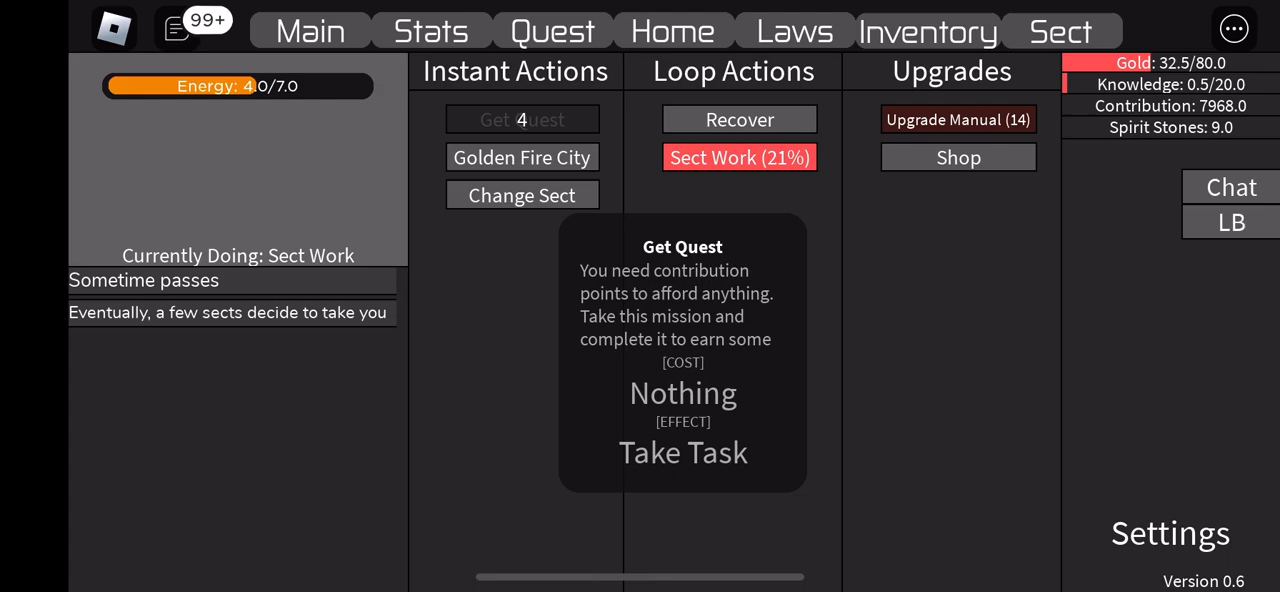 99+
Main
Stats
Quest
Home
Laws
Inventory
Sect
Energy: 4.0/7.0
Currently Doing: Sect Work
Sometime passes
Eventually, a few sects decide to take you
Instant Actions
Get Quest
4
Golden Fire City
Change Sect
Loop Actions
Recover
Sect Work (21%)
Upgrades
Upgrade Manual (14)
Shop
Gold: 32.5/80.0
Knowledge: 0.5/20.0
Contribution: 7968.0
Spirit Stones: 9.0
Chat
LB
Get Quest
You need contribution
points to afford anything.
Take this mission and
complete it to earn some
[COST]
Nothing
[EFFECT]
Take Task
Settings
Version 0.6